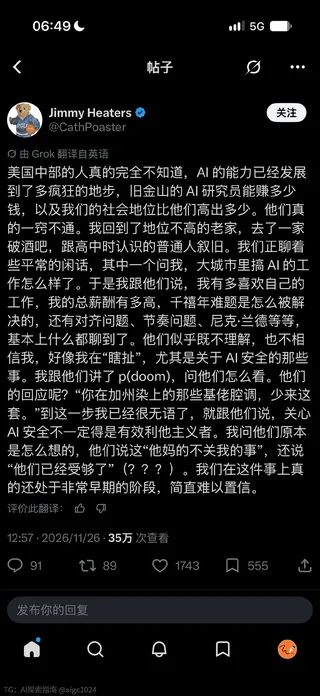 06:49
5G
帖子
Jimmy Heaters
@CathPoaster
关注
由 Grok 翻译自英语
美国中部的人真的完全不知道，AI 的能力已经发展
到了多疯狂的地步，旧金山的 AI 研究员能赚多少
钱，以及我们的社会地位比他们高出多少。他们真
的一窍不通。我回到了地位不高的老家，去了一家
破酒吧，跟高中时认识的普通人叙旧。我们正聊着
些平常的闲话，其中一个问我，大城市里搞 AI 的工
作怎么样了。于是我跟他们说，我有多喜欢自己的
工作，我的总薪酬有多高，千禧年难题是怎么被解
决的，还有对齐问题、节奏问题、尼克·兰德等等，
基本上什么都聊到了。他们似乎既不理解，也不相
信我，好像我在“瞎扯”，尤其是关于 AI 安全的那些
事。我跟他们讲了 p(doom)，问他们怎么看。他们
的回应呢？“你在加州染上的那些基佬腔调，少来这
套。”到这一步我已经很无语了，就跟他们说，关心
AI 安全不一定得是有效利他主义者。我问他们原本
是怎么想的，他们说这“他妈的不关我的事”，还说
“他们已经受够了”（？？？）。我们在这件事上真
的还处于非常早期的阶段，简直难以置信。
评价此翻译：
12:57 · 2026/11/26 · 35万 次查看
91
89
1743
555
发布你的回复
TG：AI探索指南 @aigc1024